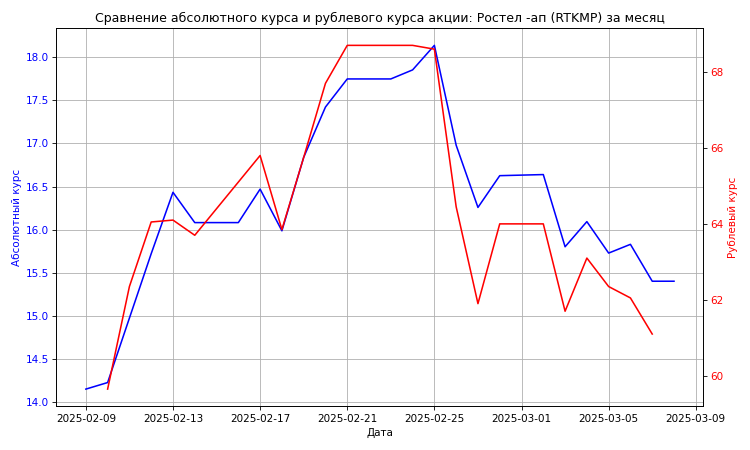 Сравнение абсолютного курса и рублевого курса акции: Ростел -ап (RTKMP) за месяц
18.0
17.5
17.0
16.5
16.0
15.5
15.0
14.5
14.0
Абсолютный курс
68
66
64
62
60
Рублевый курс
2025-02-09 2025-02-13 2025-02-17 2025-02-21 2025-02-25 2025-03-01 2025-03-05 2025-03-09
Дата